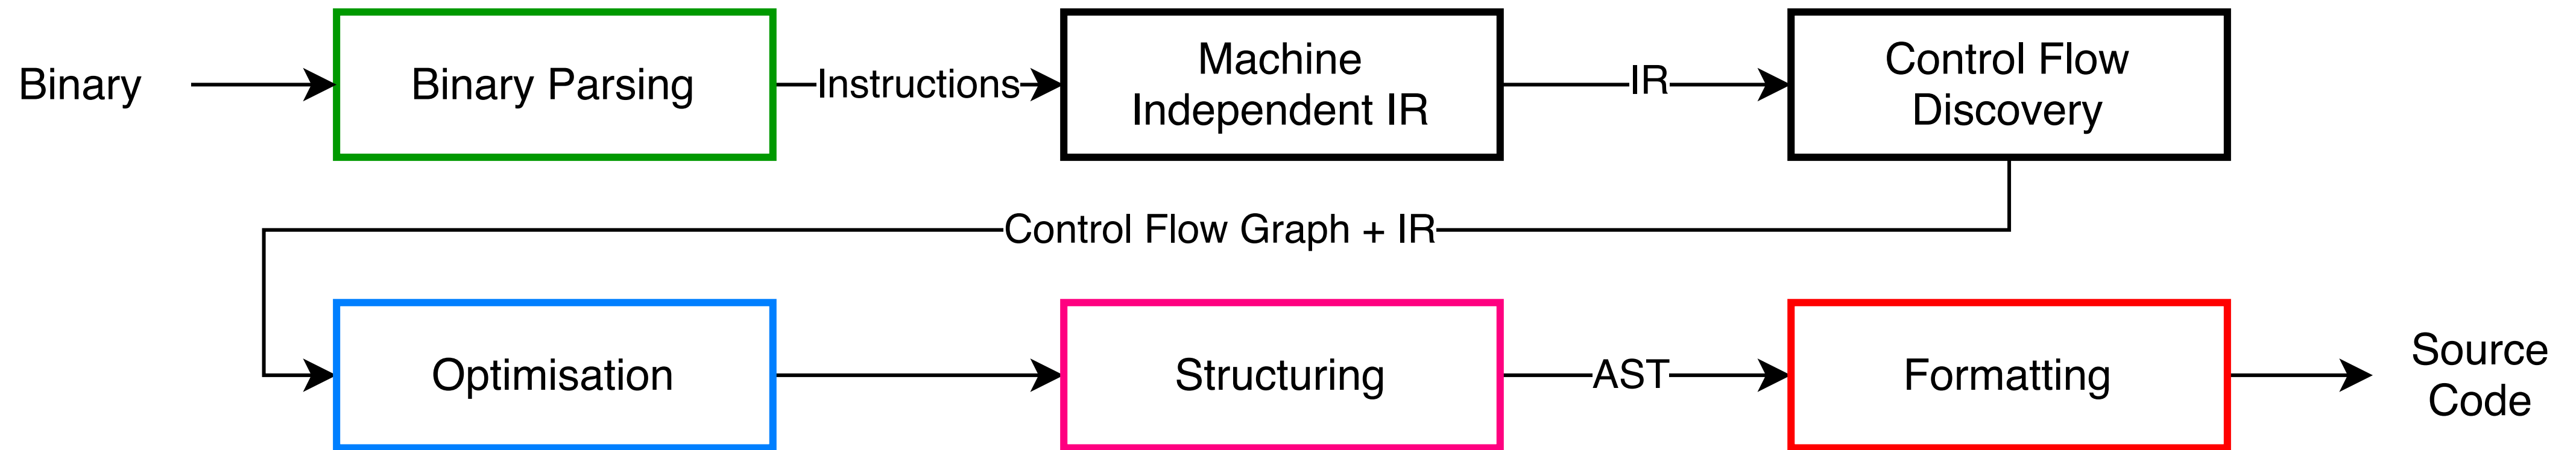 Binary
Binary Parsing
Instructions
Machine
Independent IR
IR
Control Flow
Discovery
Control Flow Graph + IR
Optimisation
Structuring
AST
Formatting
Source
Code